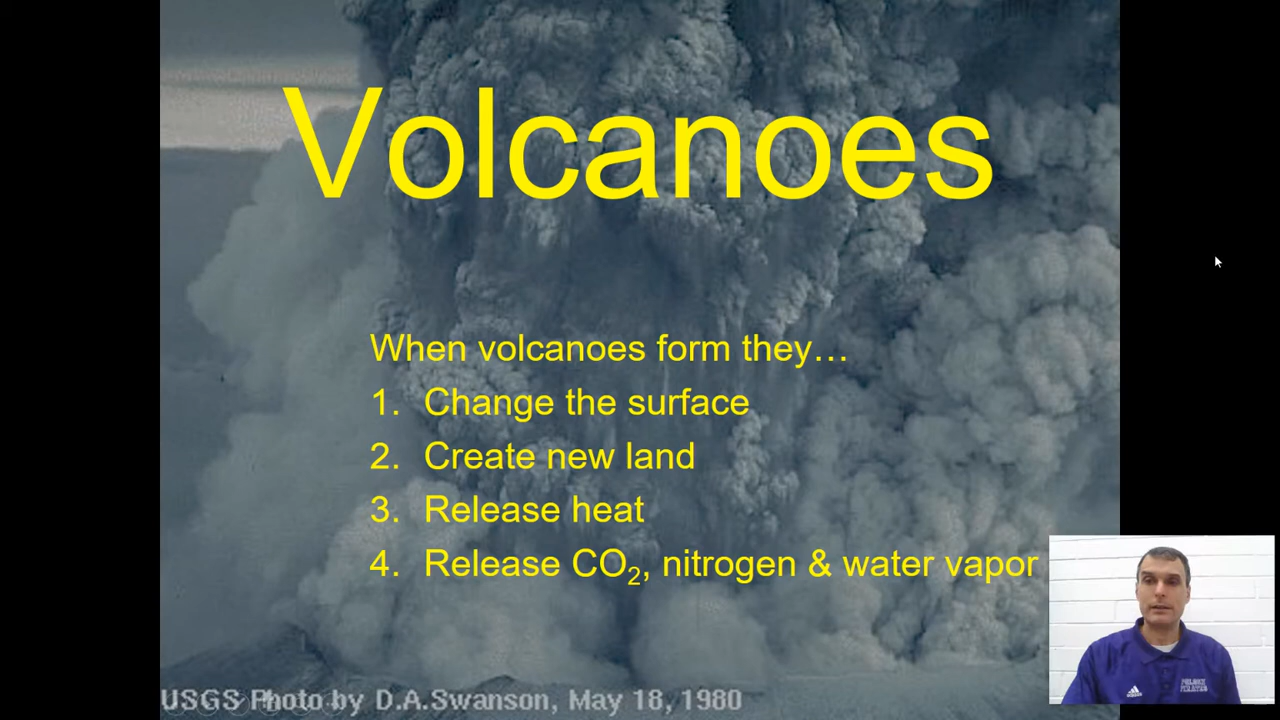 Volcanoes
When volcanoes form they…
1. Change the surface
2. Create new land
3. Release heat
4. Release CO₂, nitrogen & water vapor
USGS Photo by D.A.Swanson, May 18, 1980
adidas